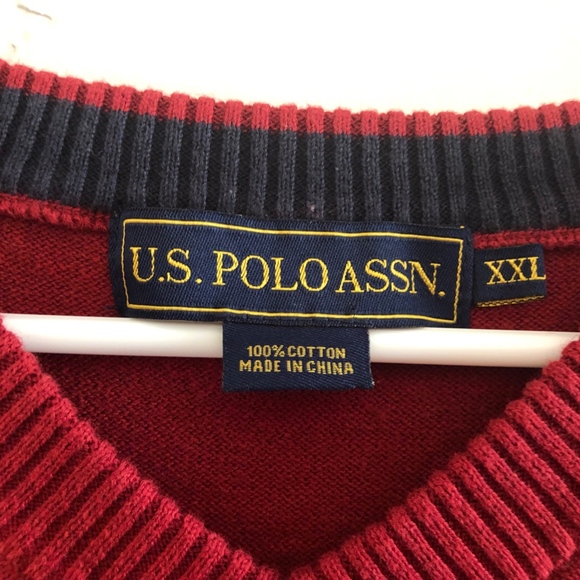 U.S. POLO ASSN.
XXL
100% COTTON
MADE IN CHINA